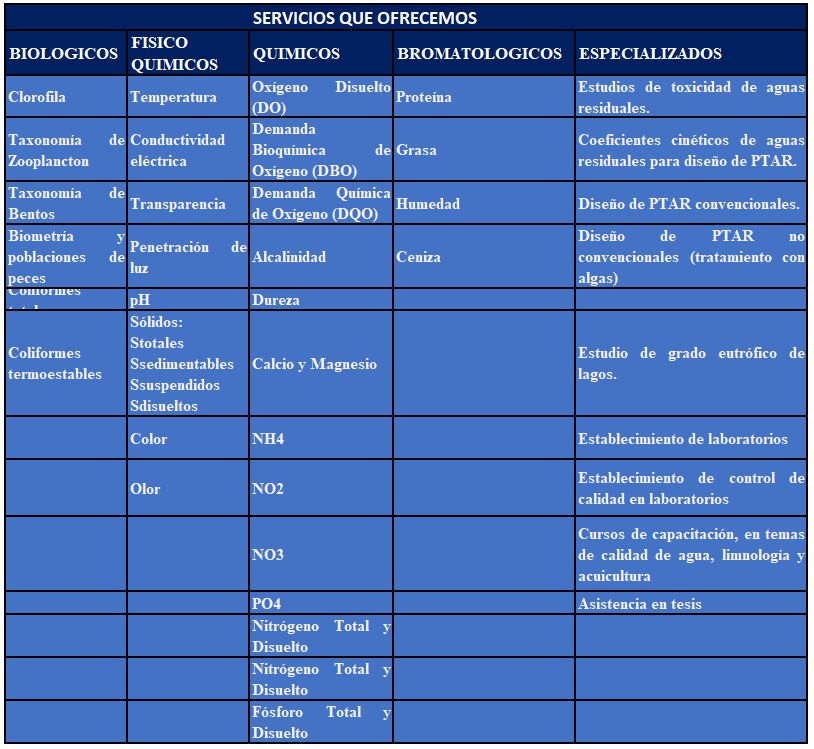 SERVICIOS QUE OFRECEMOS
BIOLOGICOS
FISICO
QUIMICOS
QUIMICOS
BROMATOLOGICOS
ESPECIALIZADOS
Clorofila
Temperatura
Oxígeno Disuelto
(DO)
Proteína
Estudios de toxicidad de aguas
residuales.
Taxonomía de
Zooplancton
Conductividad
eléctrica
Demanda
Bioquímica de
Oxígeno (DBO)
Grasa
Coeficientes cinéticos de aguas
residuales para diseño de PTAR.
Taxonomía de
Bentos
Transparencia
Demanda Química
de Oxígeno (DQO)
Humedad
Diseño de PTAR convencionales.
Biometría y
poblaciones de
peces
Penetración de
luz
Alcalinidad
Ceniza
Diseño de PTAR no
convencionales (tratamiento con
algas)
Coliformes
pH
Dureza
Coliformes
termoestables
Sólidos:
Stotales
Ssedimentables
Ssuspendidos
Sdisueltos
Calcio y Magnesio
Estudio de grado eutrófico de
lagos.
Color
NH4
Establecimiento de laboratorios
Olor
NO2
Establecimiento de control de
calidad en laboratorios
NO3
Cursos de capacitación, en temas
de calidad de agua, limnología y
acuicultura
PO4
Asistencia en tesis
Nitrógeno Total y
Disuelto
Nitrógeno Total y
Disuelto
Fósforo Total y
Disuelto